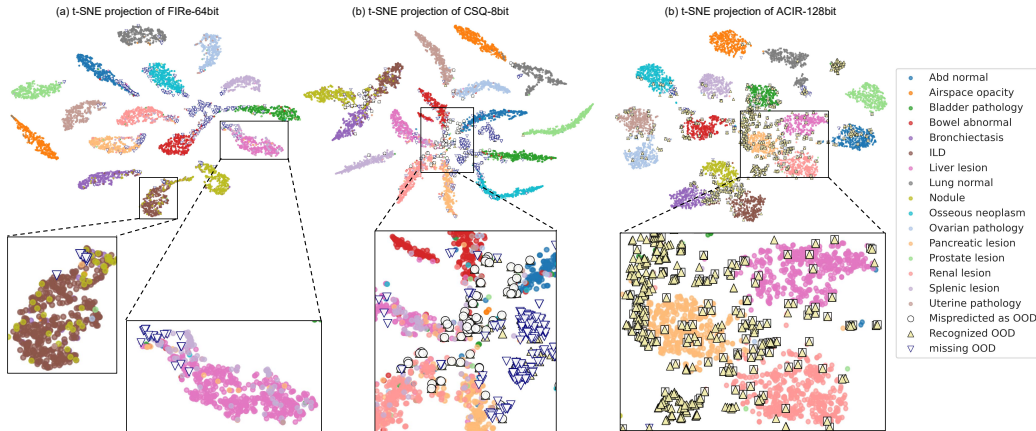 (a) t-SNE projection of FIRe-64bit
(b) t-SNE projection of CSQ-8bit
(b) t-SNE projection of ACIR-128bit
Abd normal
Airspace opacity
Bladder pathology
Bowel abnormal
Bronchiectasis
ILD
Liver lesion
Lung normal
Nodule
Osseous neoplasm
Ovarian pathology
Pancreatic lesion
Prostate lesion
Renal lesion
Splenic lesion
Uterine pathology
Mispredicted as OOD
Recognized OOD
missing OOD